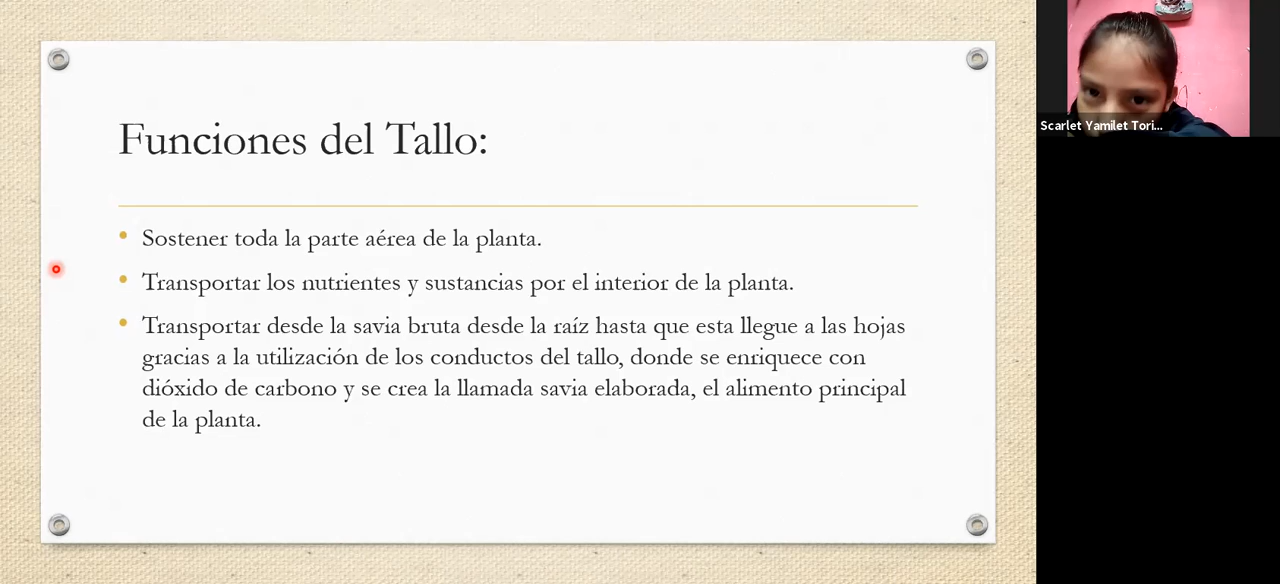 Funciones del Tallo:
Sostener toda la parte aérea de la planta.
Transportar los nutrientes y sustancias por el interior de la planta.
Transportar desde la savia bruta desde la raíz hasta que esta llegue a las hojas
gracias a la utilización de los conductos del tallo, donde se enriquece con
dióxido de carbono y se crea la llamada savia elaborada, el alimento principal
de la planta.
Scarlet Yamilet Tori...